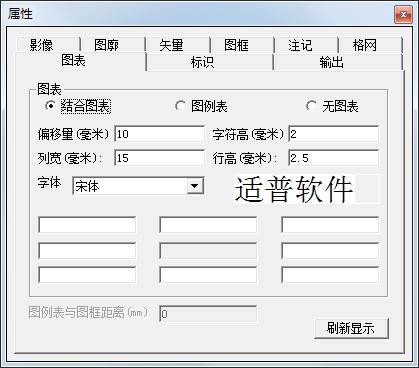 属性
影像 图廓 矢量 图框 注记 格网
图表 标识 输出
图表
结合图表 图例表 无图表
偏移量(毫米) 10 字符高(毫米) 2
列宽(毫米): 15 行高(毫米): 2.5
字体 宋体 适普软件
图例表与图框距离(mm) 0
刷新显示